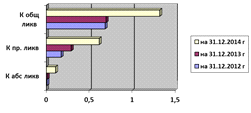 К общ
ликв
К пр. ликв
К абс ликв
0
0,5
1
1,5
на 31.12.2014 г
на 31.12.2013 г
на 31.12.2012 г